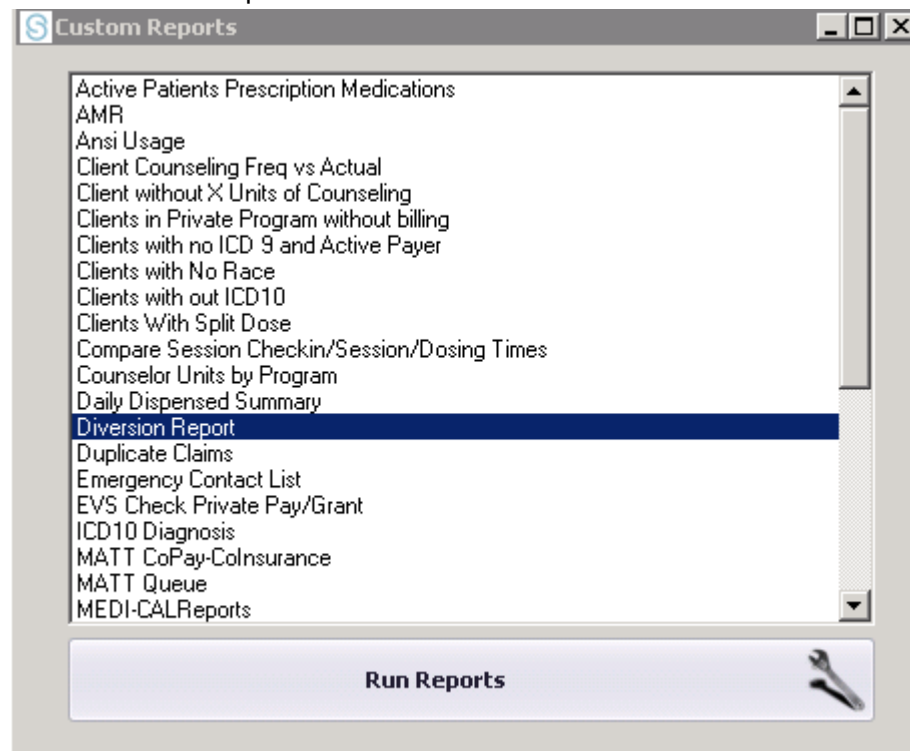 Custom Reports
Active Patients Prescription Medications
AMR
Ansi Usage
Client Counseling Freq vs Actual
Client without X Units of Counseling
Clients in Private Program without billing
Clients with no ICD 9 and Active Payer
Clients with No Race
Clients with out ICD10
Clients With Split Dose
Compare Session Checkin/Session/Dosing Times
Counselor Units by Program
Daily Dispensed Summary
Diversion Report
Duplicate Claims
Emergency Contact List
EVS Check Private Pay/Grant
ICD10 Diagnosis
MATT CoPay-CoInsurance
MATT Queue
MEDI-CALReports
Run Reports